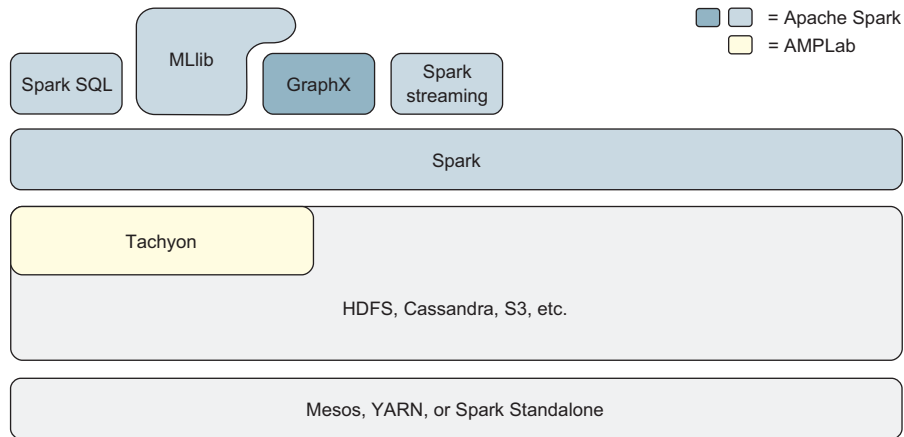 = Apache Spark
= AMPLab
MLlib
Spark SQL
GraphX
Spark
streaming
Spark
Tachyon
HDFS, Cassandra, S3, etc.
Mesos, YARN, or Spark Standalone